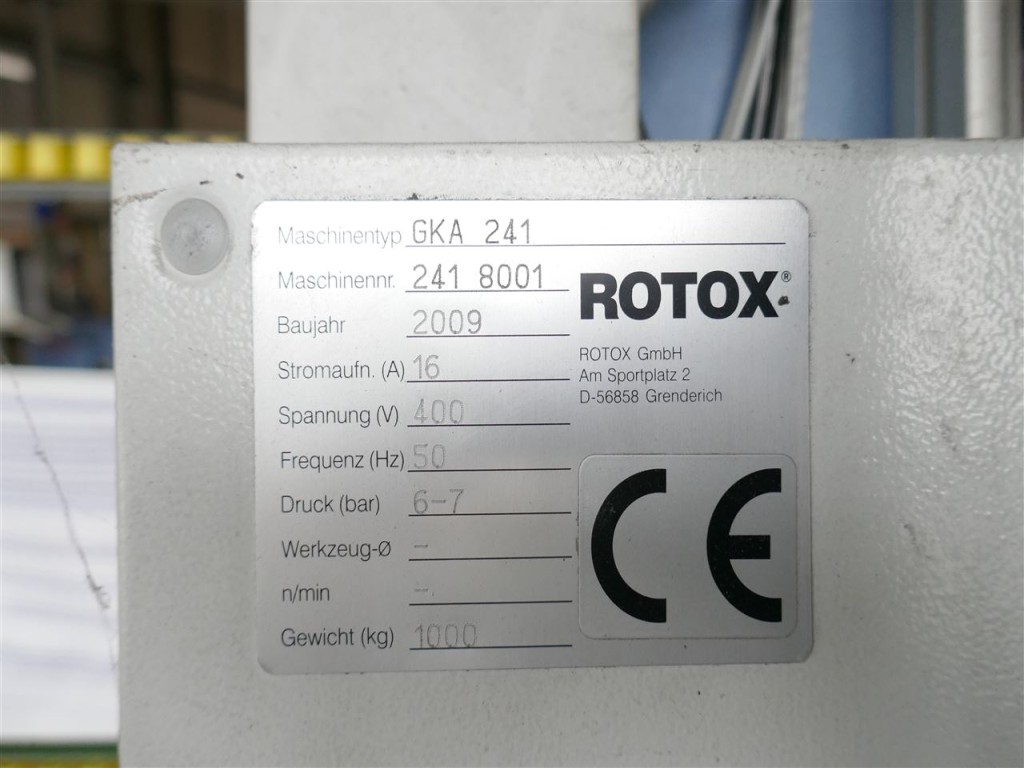 Maschinentyp GKA 241
Maschinennr. 241 8001
Baujahr 2009
Stromaufn. (A) 16
Spannung (V) 400
Frequenz (Hz) 50
Druck (bar) 6-7
Werkzeug-Ø -
n/min -
Gewicht (kg) 1000
ROTOX®
ROTOX GmbH
Am Sportplatz 2
D-56858 Grenderich
CE